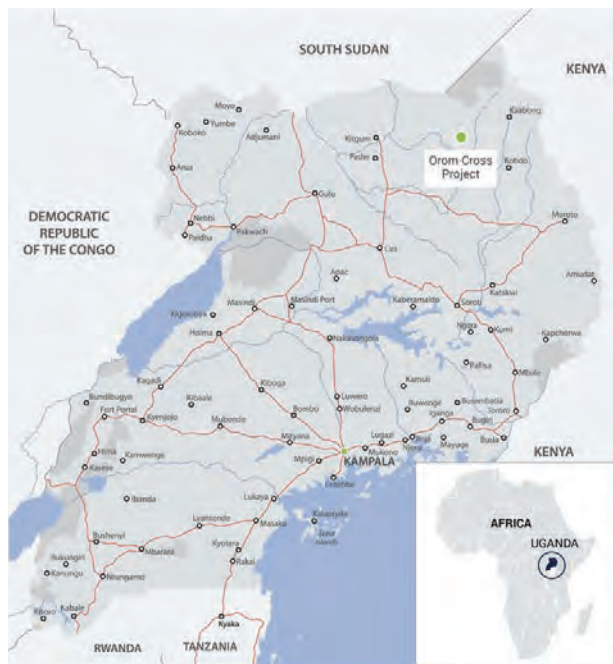 SOUTH SUDAN
KENYA
Moyo
Yumbe
Koboko
Adjumani
Kaabong
Kitgum
Pader
Orom-Cross
Project
Kotido
Arua
Gulu
Nebbi
Paidha
Pakwach
Moroto
DEMOCRATIC
REPUBLIC
OF THE CONGO
Lira
Apac
Amudat
Katakwi
Masindi
Masindi Port
Kaberamaido
Soroti
Kigorobya
Ngora
Kumi
Kapchorwa
Hoima
Nakasongola
Pallisa
Mbale
Kagadi
Kamuli
Bundibugyo
Kibaale
Kiboga
Luwero
Busembatia
Fort Portal
Kyenjojo
Bombo
Wobulenzi
Buwenge
Iganga
Tororo
Mubende
Bugiri
Mityana
Lugazi
Busia
Hima
Mukono
Njeru
Mayuge
KAMPALA
Kamwenge
Mpigi
KENYA
Kasese
Entebbe
Ibanda
Lukaya
Kalangala
Lyantonde
Masaka
AFRICA
Bushenyi
UGANDA
Mbarara
Kyotera
Rukungiri
Rakai
Kanungu
Ntungamo
Kisoro
Kabale
Kyaka
RWANDA
TANZANIA